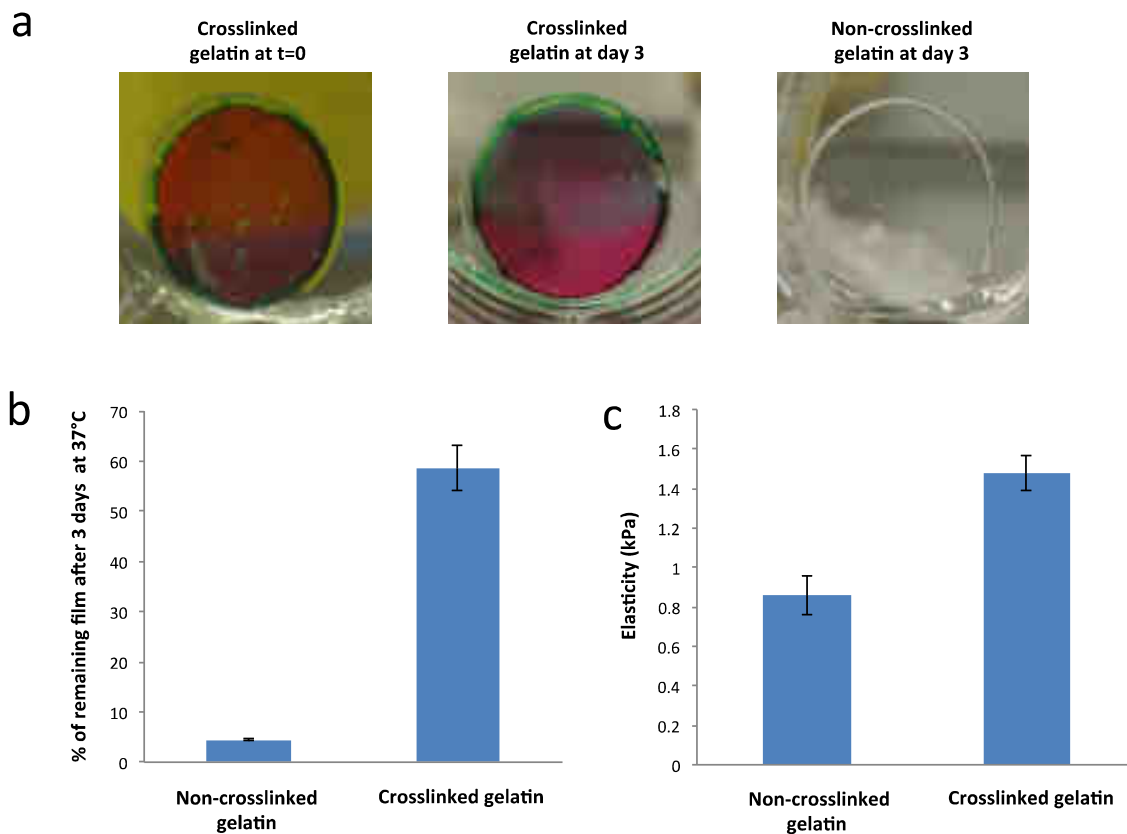 a
Crosslinked
gelatin at t=0
Crosslinked
gelatin at day 3
Non-crosslinked
gelatin at day 3
b
% of remaining film after 3 days at 37°C
70
60
50
40
30
20
10
0
Non-crosslinked
gelatin
Crosslinked gelatin
c
Elasticity (kPa)
1.8
1.6
1.4
1.2
1
0.8
0.6
0.4
0.2
0
Non-crosslinked
gelatin
Crosslinked gelatin